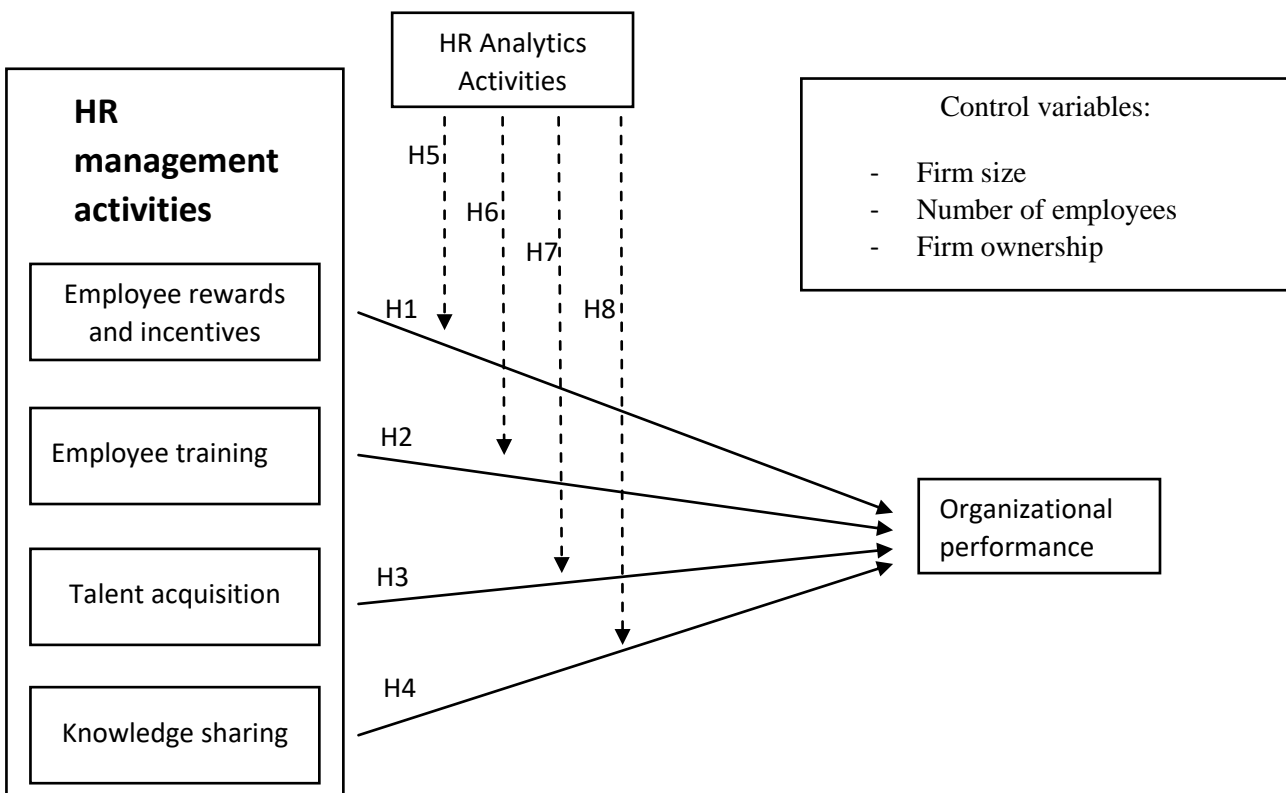 HR Analytics
Activities
HR
management
activities
Employee rewards
and incentives
Employee training
Talent acquisition
Knowledge sharing
H5
H6
H7
H8
H1
H2
H3
H4
Control variables:
- Firm size
- Number of employees
- Firm ownership
Organizational
performance